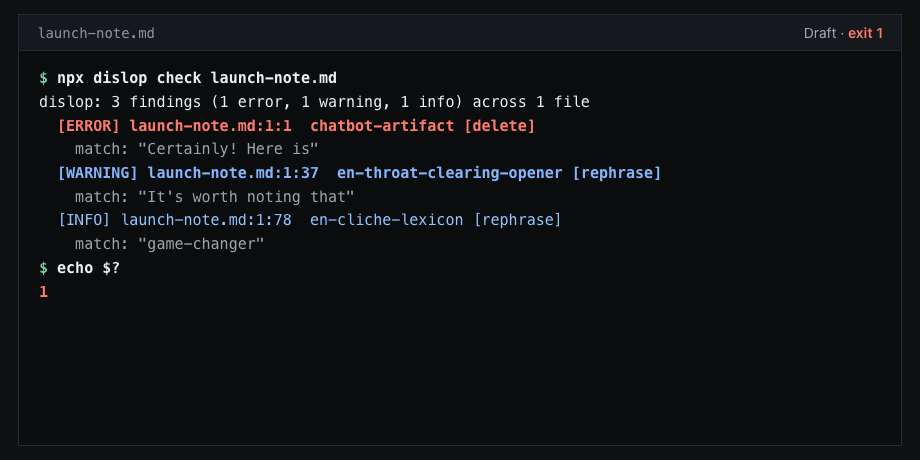 launch-note.md
Draft · exit 1
$ npx dislop check launch-note.md
dislop: 3 findings (1 error, 1 warning, 1 info) across 1 file
[ERROR] launch-note.md:1:1 chatbot-artifact [delete]
match: "Certainly! Here is"
[WARNING] launch-note.md:1:37 en-throat-clearing-opener [rephrase]
match: "It's worth noting that"
[INFO] launch-note.md:1:78 en-cliche-lexicon [rephrase]
match: "game-changer"
$ echo $?
1